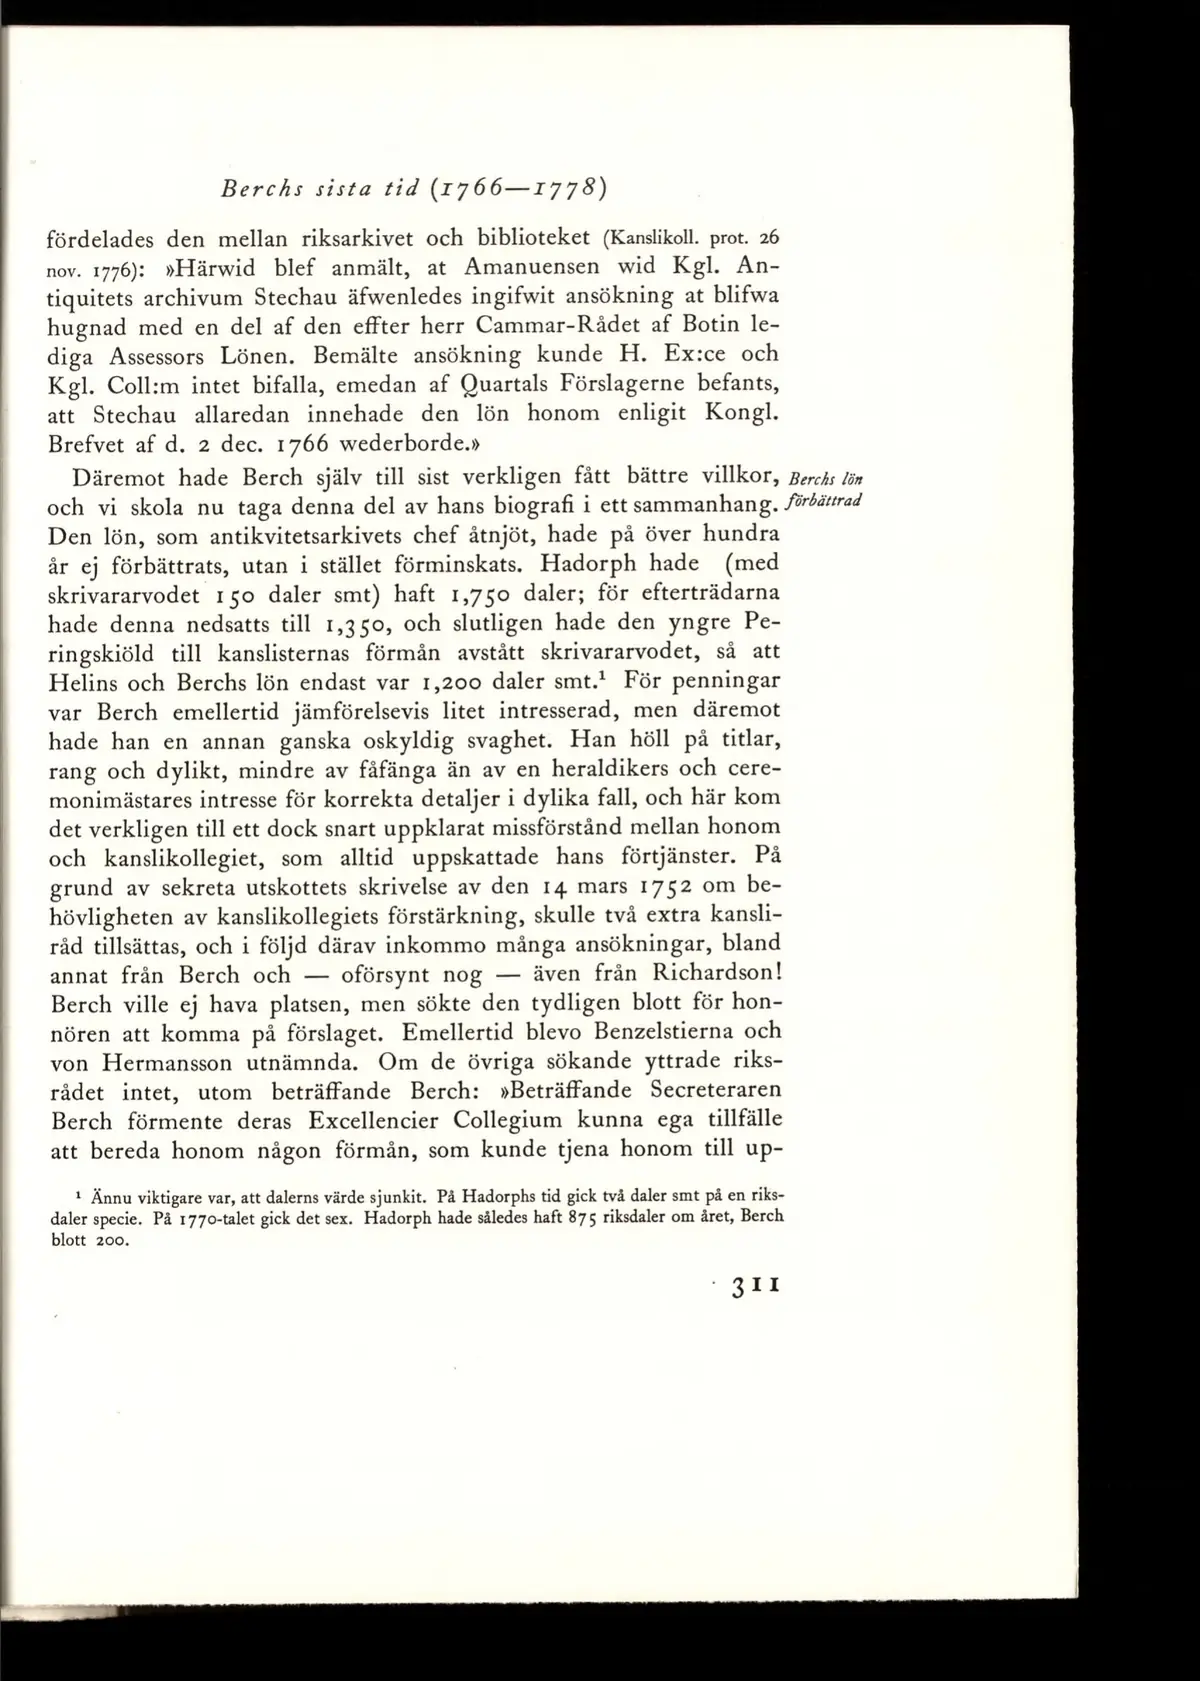 Berchs sista tid (1766—1778)
fördelades den mellan riksarkivet och biblioteket (Kanslikoll. prot. 26
nov. 1776): »Härwid blef anmält, at Amanuensen wid Kgl. An-
tiquitets archivum Stechau äfwenledes ingifwit ansökning at blifwa
hugnad med en del af den effter herr Cammar-Rådet af Botin le-
diga Assessors Lönen. Bemälte ansökning kunde H. Ex:ce och
Kgl. Coll:m intet bifalla, emedan af Quartals Förslagerne befants,
att Stechau allaredan innehade den lön honom enligit Kongl.
Brefvet af d. 2 dec. 1766 wederborde.»
Däremot hade Berch själv till sist verkligen fått bättre villkor,
och vi skola nu taga denna del av hans biografi i ett sammanhang.
Berchs lön
förbättrad
Den lön, som antikvitetsarkivets chef åtnjöt, hade på över hundra
år ej förbättrats, utan i stället förminskats. Hadorph hade (med
skrivararvodet 150 daler smt) haft 1,750 daler; för efterträdarna
hade denna nedsatts till 1,350, och slutligen hade den yngre Pe-
ringskiöld till kanslisternas förmån avstått skrivararvodet, så att
Helins och Berchs lön endast var 1,200 daler smt.¹ För penningar
var Berch emellertid jämförelsevis litet intresserad, men däremot
hade han en annan ganska oskyldig svaghet. Han höll på titlar,
rang och dylikt, mindre av fåfänga än av en heraldikers och cere-
monimästares intresse för korrekta detaljer i dylika fall, och här kom
det verkligen till ett dock snart uppklarat missförstånd mellan honom
och kanslikollegiet, som alltid uppskattade hans förtjänster. På
grund av sekreta utskottets skrivelse av den 14 mars 1752 om be-
hövligheten av kanslikollegiets förstärkning, skulle två extra kansli-
råd tillsättas, och i följd därav inkommo många ansökningar, bland
annat från Berch och — oförsynt nog — även från Richardson!
Berch ville ej hava platsen, men sökte den tydligen blott för hon-
nören att komma på förslaget. Emellertid blevo Benzelstierna och
von Hermansson utnämnda. Om de övriga sökande yttrade riks-
rådet intet, utom beträffande Berch: »Beträffande Secreteraren
Berch förmente deras Excellencier Collegium kunna ega tillfälle
att bereda honom någon förmån, som kunde tjena honom till up-
¹ Ännu viktigare var, att dalerns värde sjunkit. På Hadorphs tid gick två daler smt på en riks-
daler specie. På 1770-talet gick det sex. Hadorph hade således haft 875 riksdaler om året, Berch
blott 200.
311